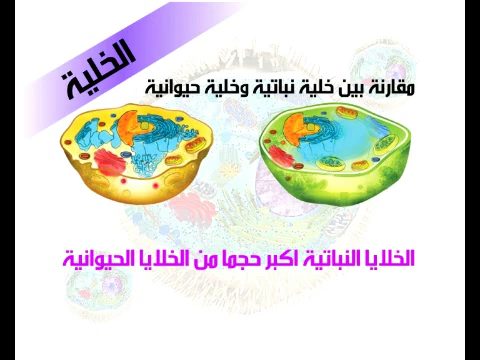 الخلية
مقارنة بين خلية نباتية وخلية حيوانية
الخلايا النباتية اكبر حجما من الخلايا الحيوانية